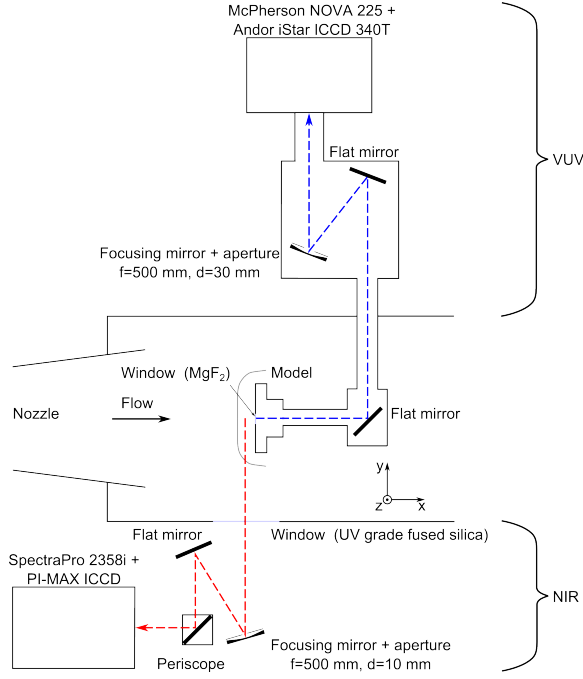 McPherson NOVA 225 +
Andor iStar ICCD 340T
Flat mirror
VUV
Focusing mirror + aperture
f=500 mm, d=30 mm
Window (MgF₂)
Model
Nozzle
Flow
Flat mirror
y
z
x
Flat mirror
Window (UV grade fused silica)
SpectraPro 2358i +
PI-MAX ICCD
NIR
Periscope
Focusing mirror + aperture
f=500 mm, d=10 mm